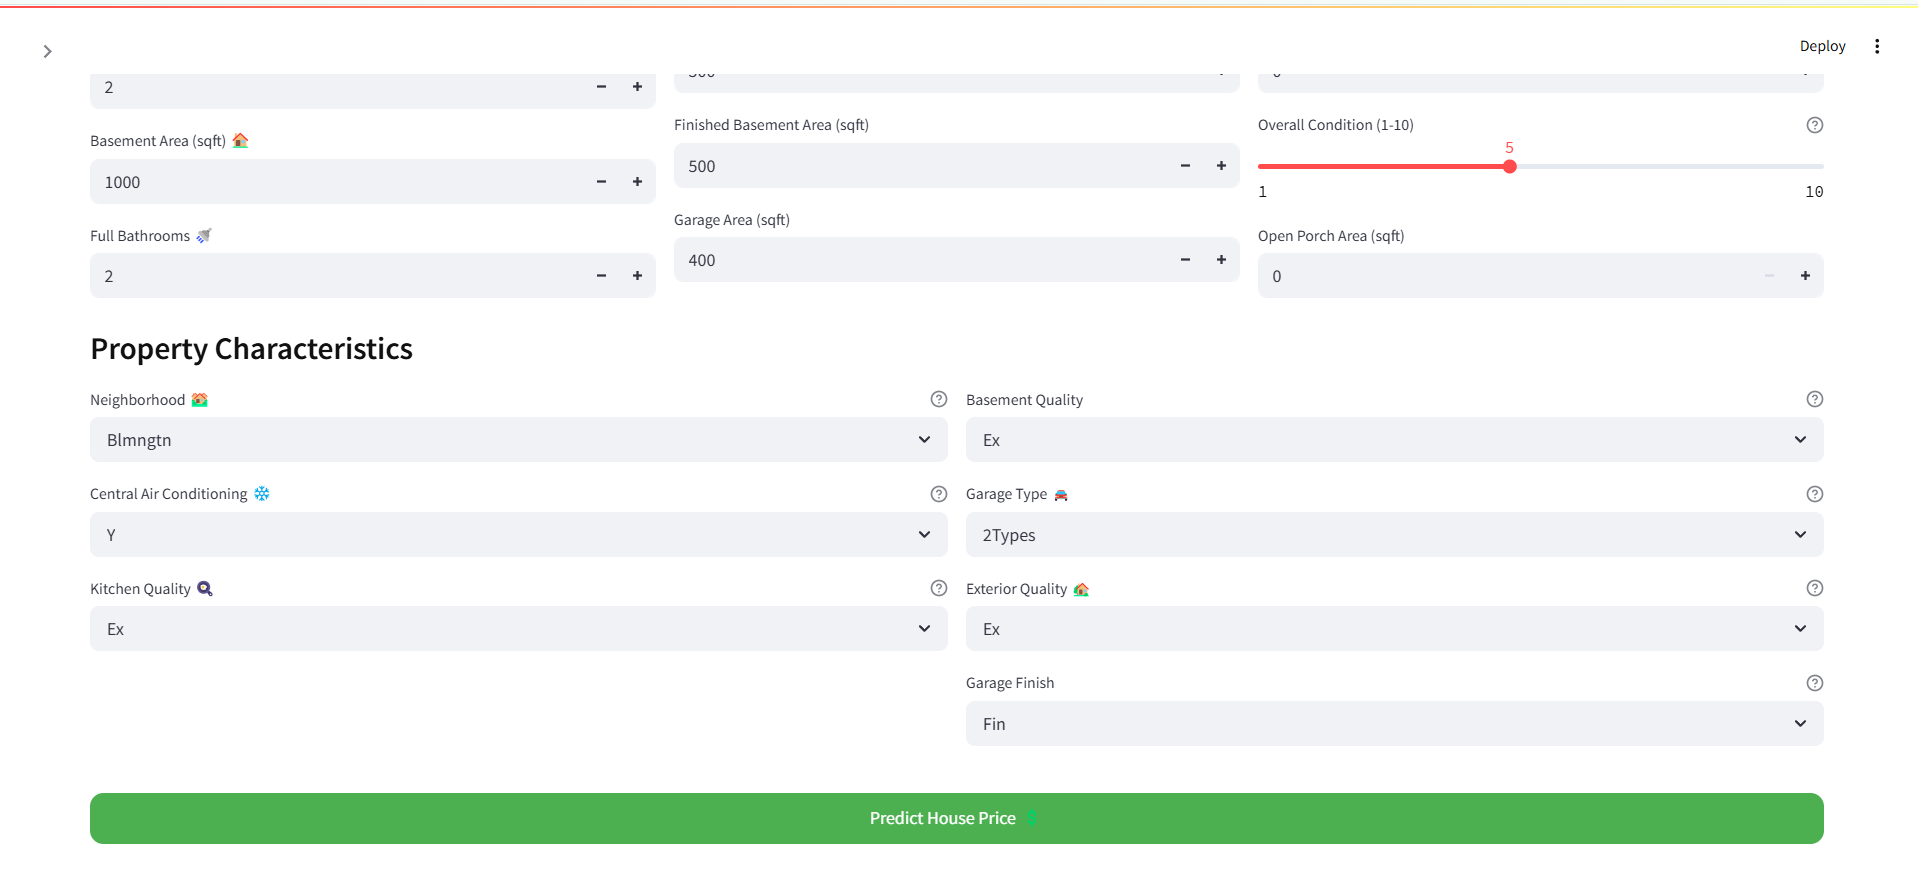 Deploy
2
Basement Area (sqft)
1000
Full Bathrooms
2
Finished Basement Area (sqft)
500
Garage Area (sqft)
400
Overall Condition (1-10)
5
1 10
Open Porch Area (sqft)
0
Property Characteristics
Neighborhood
Blmngtn
Central Air Conditioning
Y
Kitchen Quality
Ex
Basement Quality
Ex
Garage Type
2Types
Exterior Quality
Ex
Garage Finish
Fin
Predict House Price